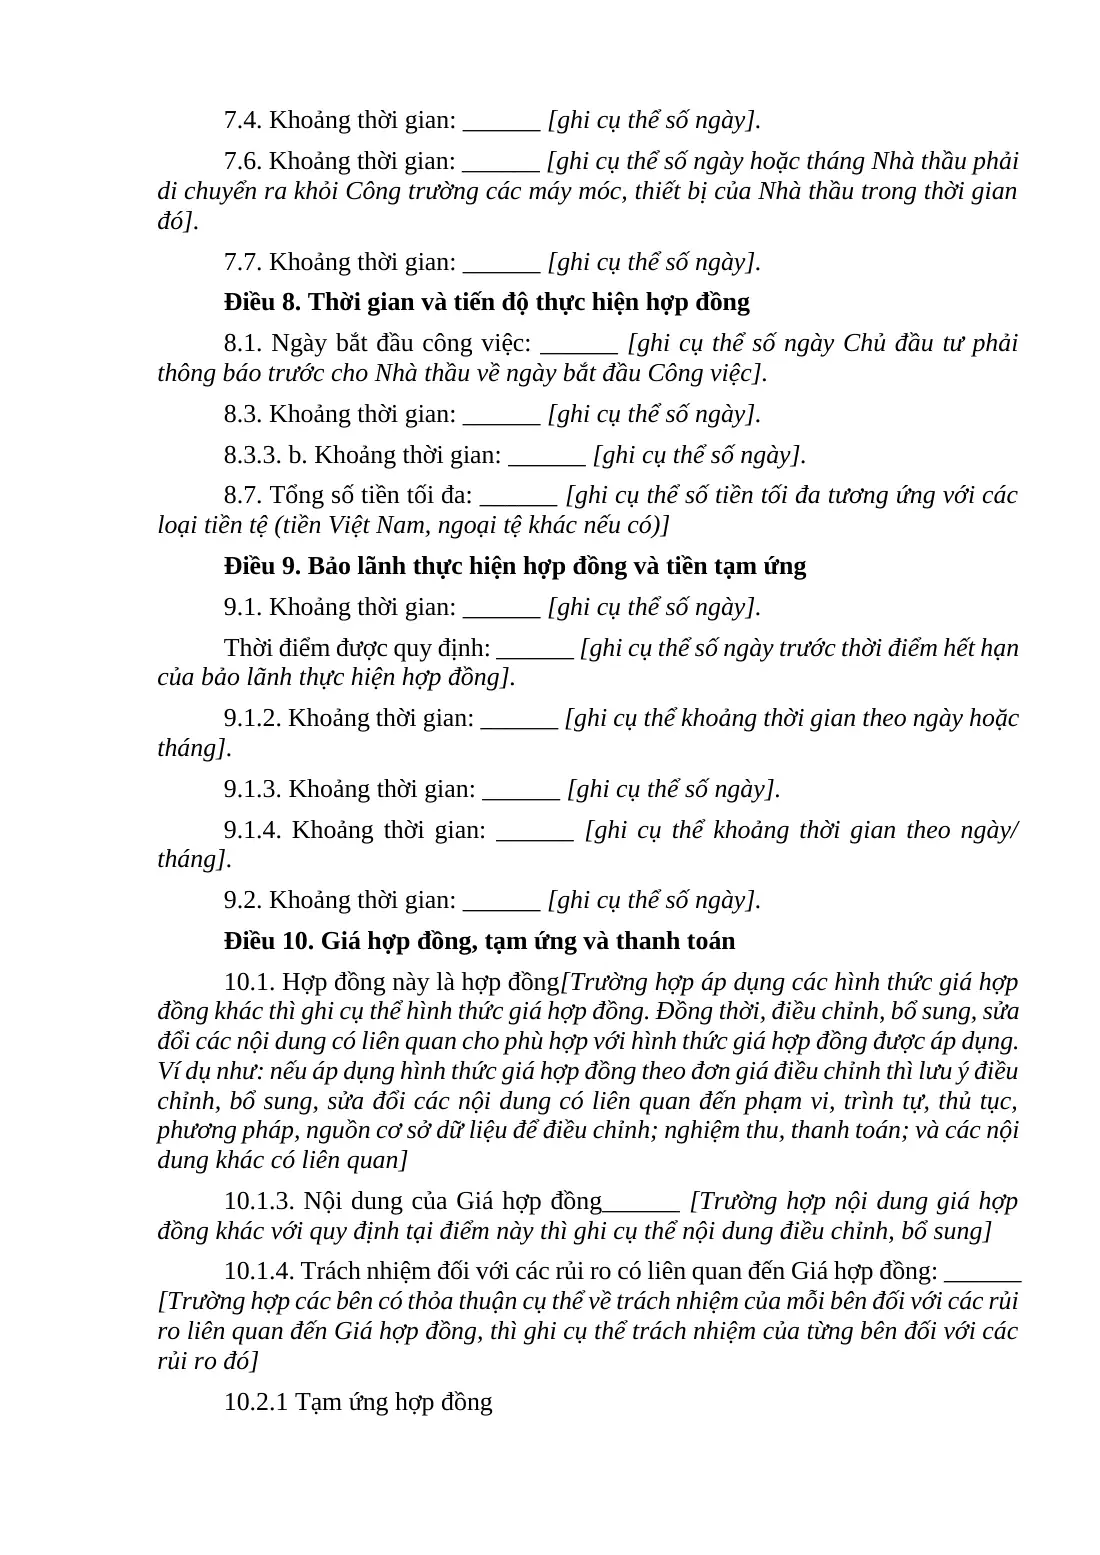 7.4. Khoảng thời gian: ______ [ghi cụ thể số ngày].
7.6. Khoảng thời gian: ______ [ghi cụ thể số ngày hoặc tháng Nhà thầu phải
di chuyển ra khỏi Công trường các máy móc, thiết bị của Nhà thầu trong thời gian
đó].
7.7. Khoảng thời gian: ______ [ghi cụ thể số ngày].
Điều 8. Thời gian và tiến độ thực hiện hợp đồng
8.1. Ngày bắt đầu công việc: ______ [ghi cụ thể số ngày Chủ đầu tư phải
thông báo trước cho Nhà thầu về ngày bắt đầu Công việc].
8.3. Khoảng thời gian: ______ [ghi cụ thể số ngày].
8.3.3. b. Khoảng thời gian: ______ [ghi cụ thể số ngày].
8.7. Tổng số tiền tối đa: ______ [ghi cụ thể số tiền tối đa tương ứng với các
loại tiền tệ (tiền Việt Nam, ngoại tệ khác nếu có)]
Điều 9. Bảo lãnh thực hiện hợp đồng và tiền tạm ứng
9.1. Khoảng thời gian: ______ [ghi cụ thể số ngày].
Thời điểm được quy định: ______ [ghi cụ thể số ngày trước thời điểm hết hạn
của bảo lãnh thực hiện hợp đồng].
9.1.2. Khoảng thời gian: ______ [ghi cụ thể khoảng thời gian theo ngày hoặc
tháng].
9.1.3. Khoảng thời gian: ______ [ghi cụ thể số ngày].
9.1.4. Khoảng thời gian: ______ [ghi cụ thể khoảng thời gian theo ngày/
tháng].
9.2. Khoảng thời gian: ______ [ghi cụ thể số ngày].
Điều 10. Giá hợp đồng, tạm ứng và thanh toán
10.1. Hợp đồng này là hợp đồng[Trường hợp áp dụng các hình thức giá hợp
đồng khác thì ghi cụ thể hình thức giá hợp đồng. Đồng thời, điều chỉnh, bổ sung, sửa
đổi các nội dung có liên quan cho phù hợp với hình thức giá hợp đồng được áp dụng.
Ví dụ như: nếu áp dụng hình thức giá hợp đồng theo đơn giá điều chỉnh thì lưu ý điều
chỉnh, bổ sung, sửa đổi các nội dung có liên quan đến phạm vi, trình tự, thủ tục,
phương pháp, nguồn cơ sở dữ liệu để điều chỉnh; nghiệm thu, thanh toán; và các nội
dung khác có liên quan]
10.1.3. Nội dung của Giá hợp đồng______ [Trường hợp nội dung giá hợp
đồng khác với quy định tại điểm này thì ghi cụ thể nội dung điều chỉnh, bổ sung]
10.1.4. Trách nhiệm đối với các rủi ro có liên quan đến Giá hợp đồng: ______
[Trường hợp các bên có thỏa thuận cụ thể về trách nhiệm của mỗi bên đối với các rủi
ro liên quan đến Giá hợp đồng, thì ghi cụ thể trách nhiệm của từng bên đối với các
rủi ro đó]
10.2.1 Tạm ứng hợp đồng